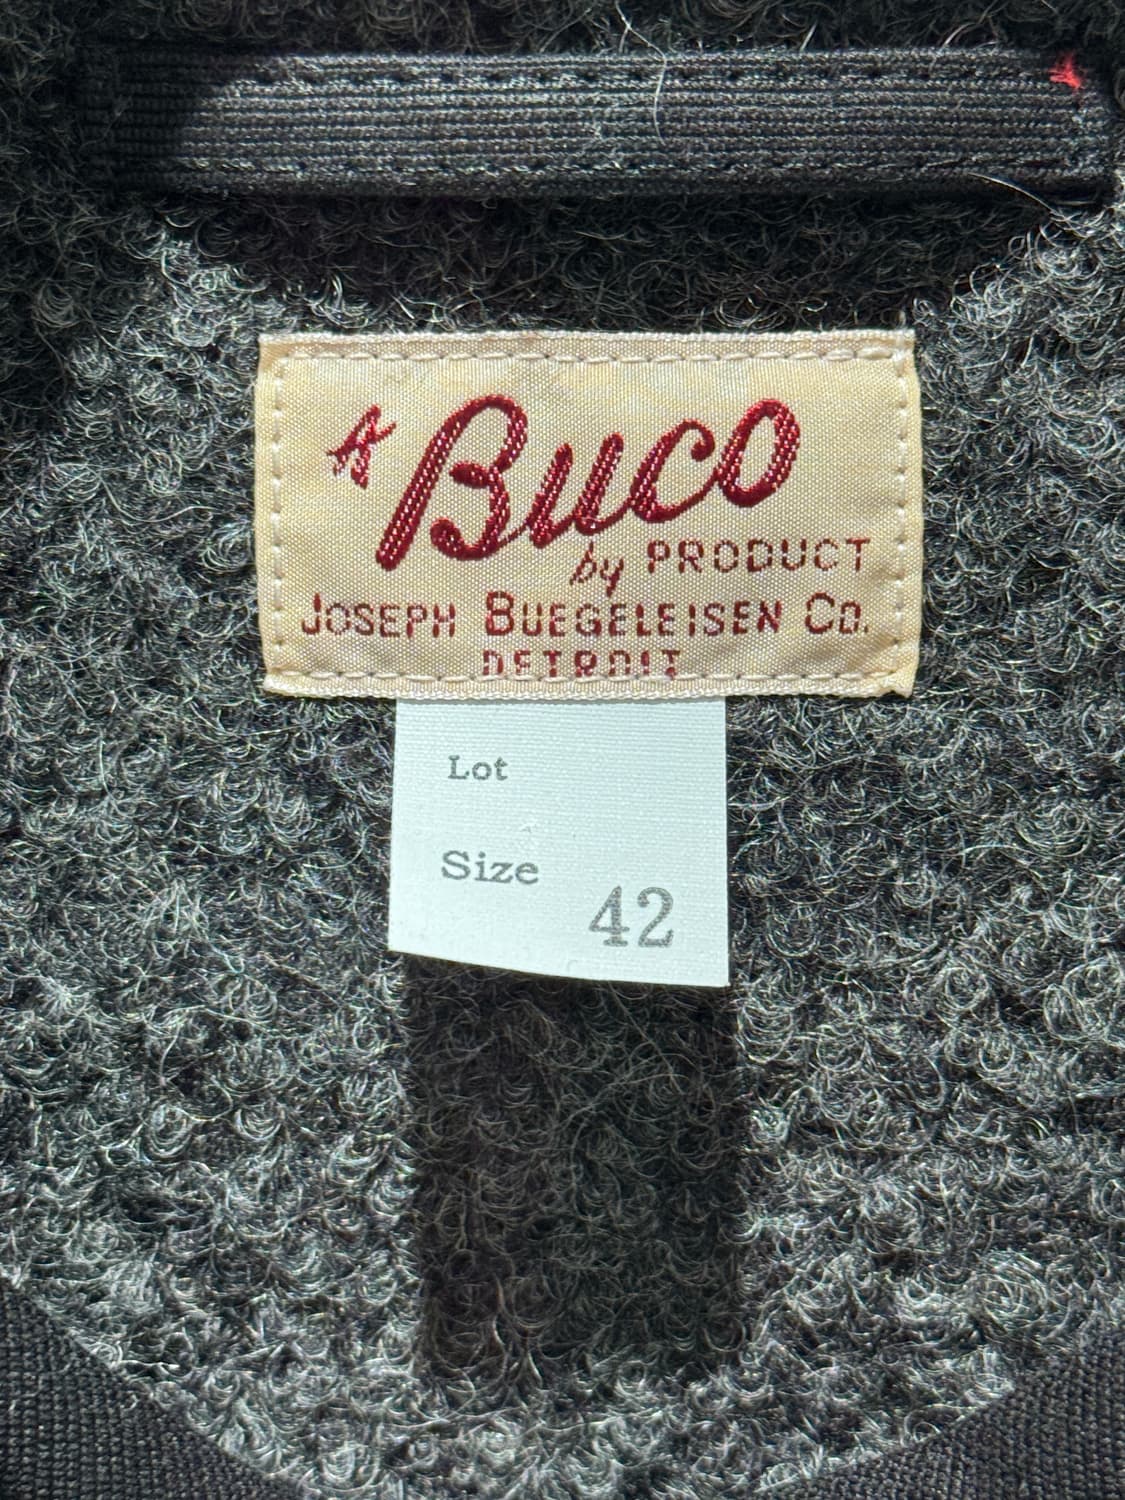 A Buco
by PRODUCT
JOSEPH BUEGELEISEN CO.
DETROIT
Lot
Size
42